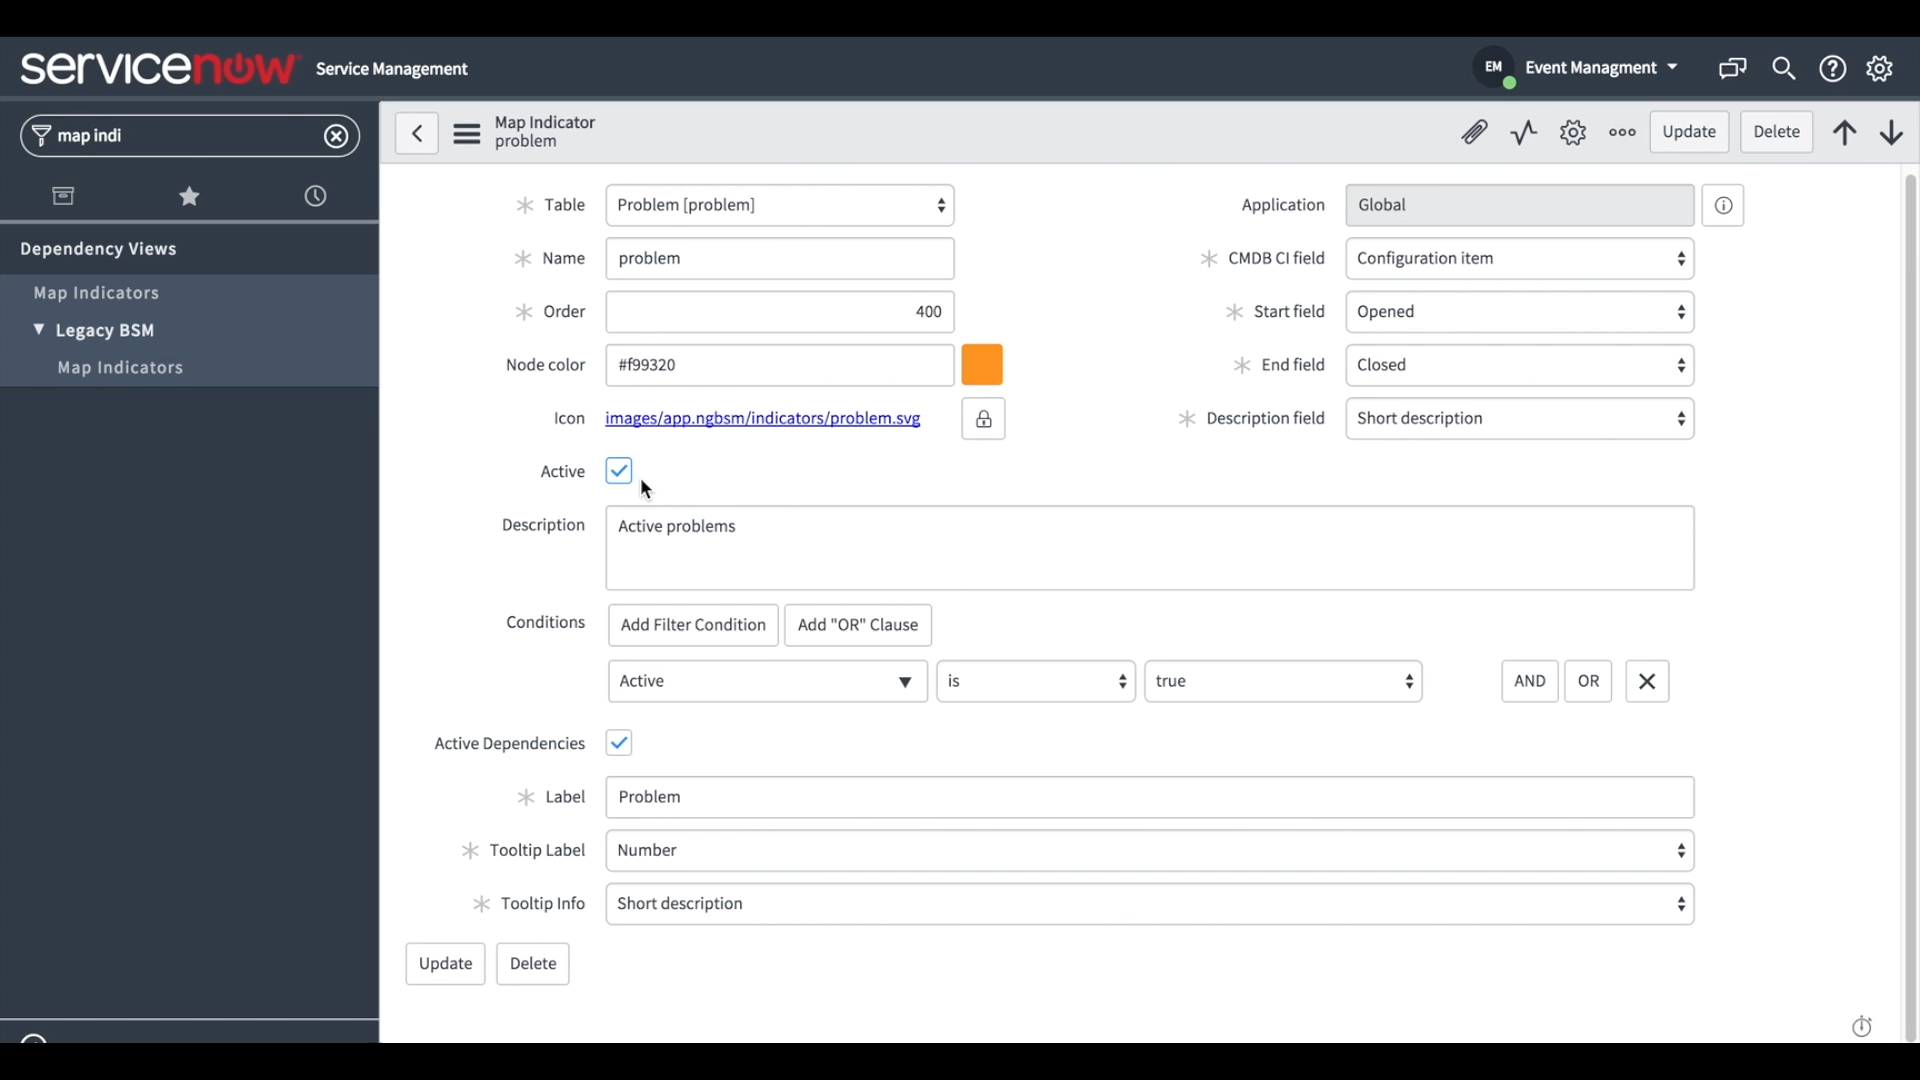 servicenow Service Management
EM Event Managment
map indi
Map Indicator
problem
Update Delete
Dependency Views
Map Indicators
Legacy BSM
Map Indicators
Table Problem [problem]
Application Global
Name problem
CMDB CI field Configuration item
Order 400
Start field Opened
Node color #f99320
End field Closed
Icon images/app.ngbsm/indicators/problem.svg
Description field Short description
Active
Description Active problems
Conditions Add Filter Condition Add "OR" Clause
Active is true AND OR
Active Dependencies
Label Problem
Tooltip Label Number
Tooltip Info Short description
Update Delete